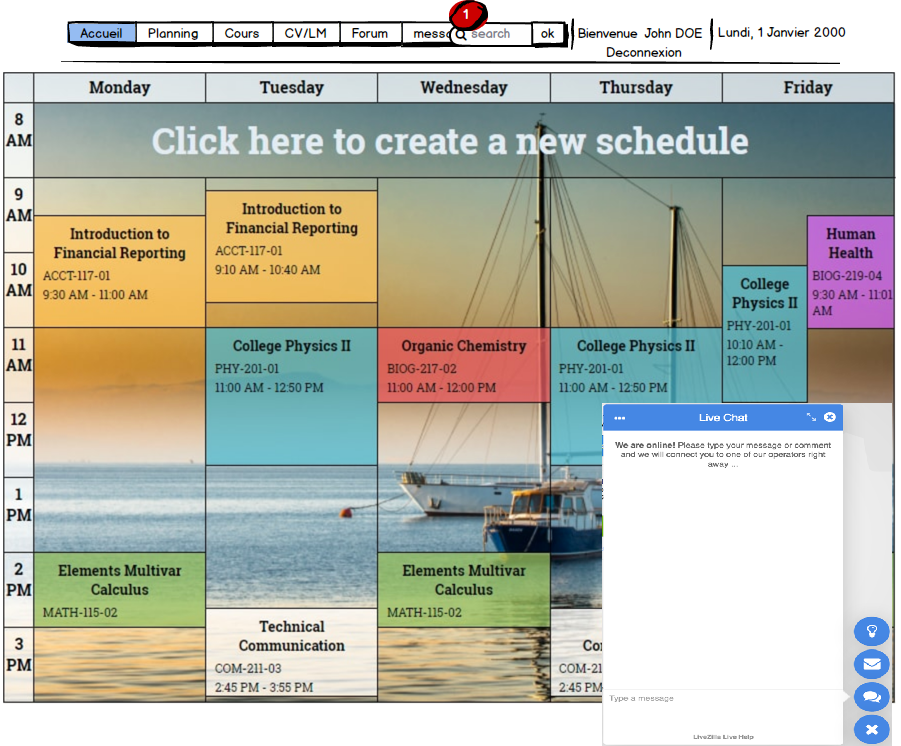 1
Accueil Planning Cours CV/LM Forum search ok Bienvenue John DOE Lundi, 1 Janvier 2000
Deconnexion
Monday Tuesday Wednesday Thursday Friday
8
AM
Click here to create a new schedule
9
AM
Introduction to
Financial Reporting
ACCT-117-01
9:30 AM - 11:00 AM
Introduction to
Financial Reporting
ACCT-117-01
9:10 AM - 10:40 AM
Human
Health
BIOG-219-04
9:30 AM - 11:01
AM
10
AM
College
Physics II
PHY-201-01
10:10 AM -
12:00 PM
11
AM
College Physics II
PHY-201-01
11:00 AM - 12:50 PM
Organic Chemistry
BIOG-217-02
11:00 AM - 12:00 PM
College Physics II
PHY-201-01
11:00 AM - 12:50 PM
12
PM
1
PM
2
PM
Elements Multivar
Calculus
MATH-115-02
Elements Multivar
Calculus
MATH-115-02
3
PM
Technical
Communication
COM-211-03
2:45 PM - 3:55 PM
COM-21
2:45 PM
Live Chat
We are online! Please type your message or comment
and we will connect you to one of our operators right
away ...
Type a message
LiveZilla Live Help